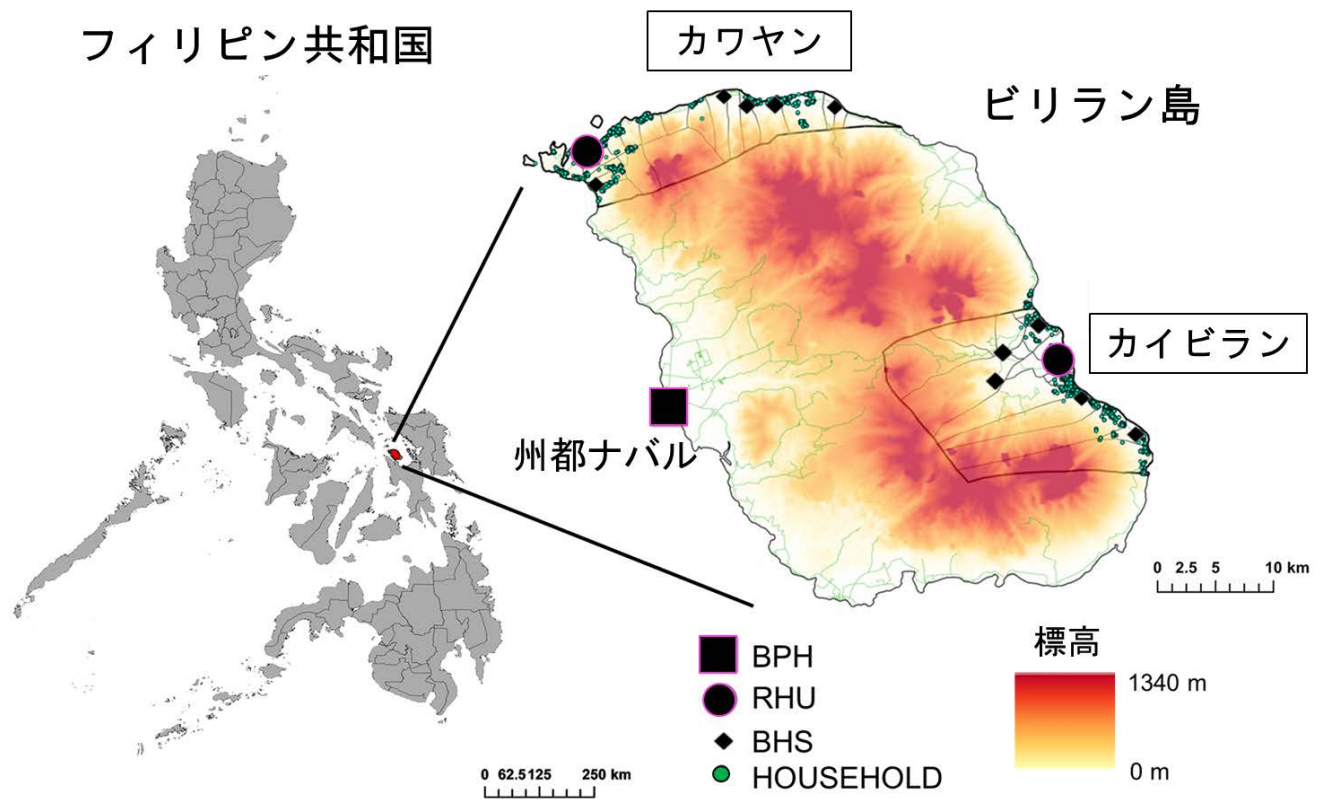 フィリピン共和国
カワヤン
ビリラン島
カイビラン
州都ナバル
0 2.5 5 10 km
BPH
RHU
BHS
HOUSEHOLD
標高
1340 m
0 m
0 62.5125 250 km